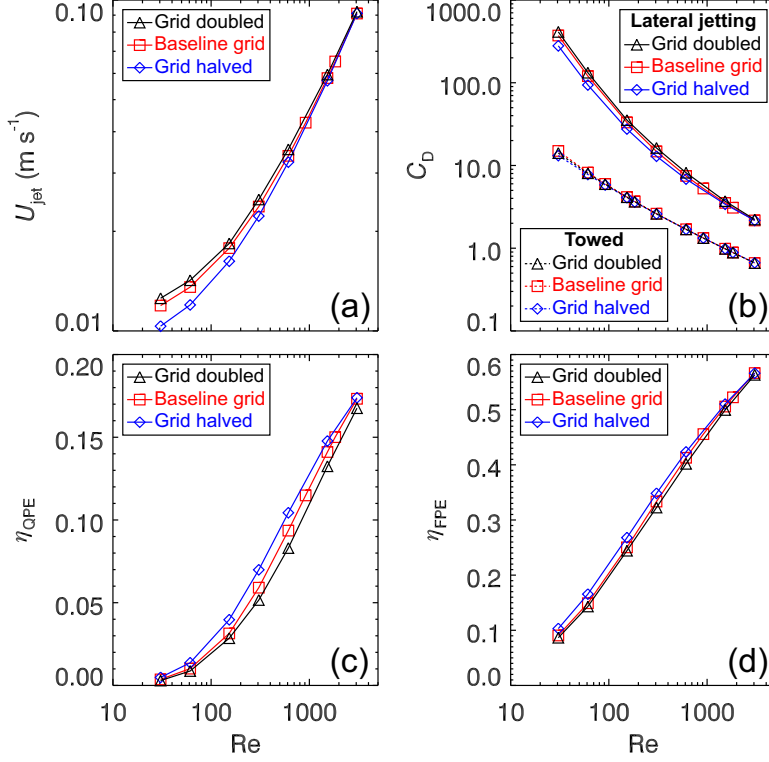 0.10
0.01
U_jet (m s⁻¹)
Grid doubled
Baseline grid
Grid halved
(a)
1000.0
100.0
10.0
1.0
0.1
C_D
Lateral jetting
Grid doubled
Baseline grid
Grid halved
Towed
Grid doubled
Baseline grid
Grid halved
(b)
0.20
0.15
0.10
0.05
0.00
η_QPE
Grid doubled
Baseline grid
Grid halved
(c)
10 100 1000
Re
0.6
0.5
0.4
0.3
0.2
0.1
0.0
η_FPE
Grid doubled
Baseline grid
Grid halved
(d)
10 100 1000
Re